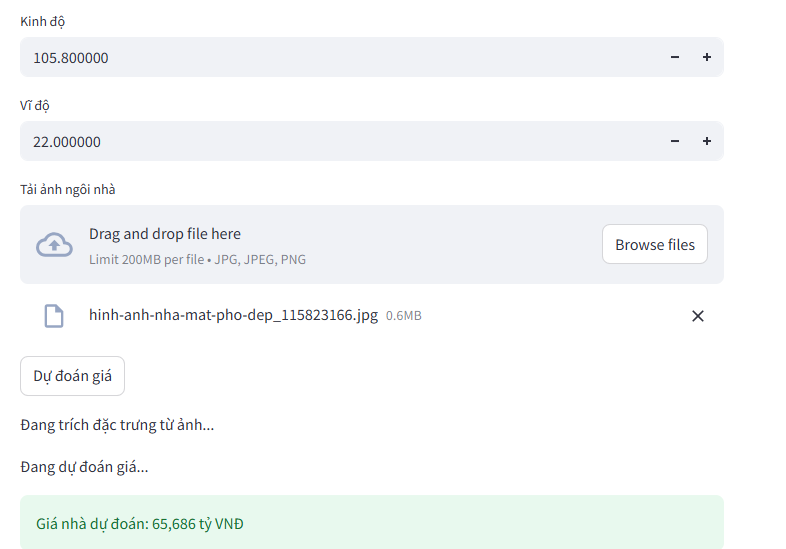 Kinh độ
105.800000
Vĩ độ
22.000000
Tải ảnh ngôi nhà
Drag and drop file here
Browse files
Limit 200MB per file • JPG, JPEG, PNG
hinh-anh-nha-mat-pho-dep_115823166.jpg 0.6MB
Dự đoán giá
Đang trích đặc trưng từ ảnh...
Đang dự đoán giá...
Giá nhà dự đoán: 65,686 tỷ VNĐ